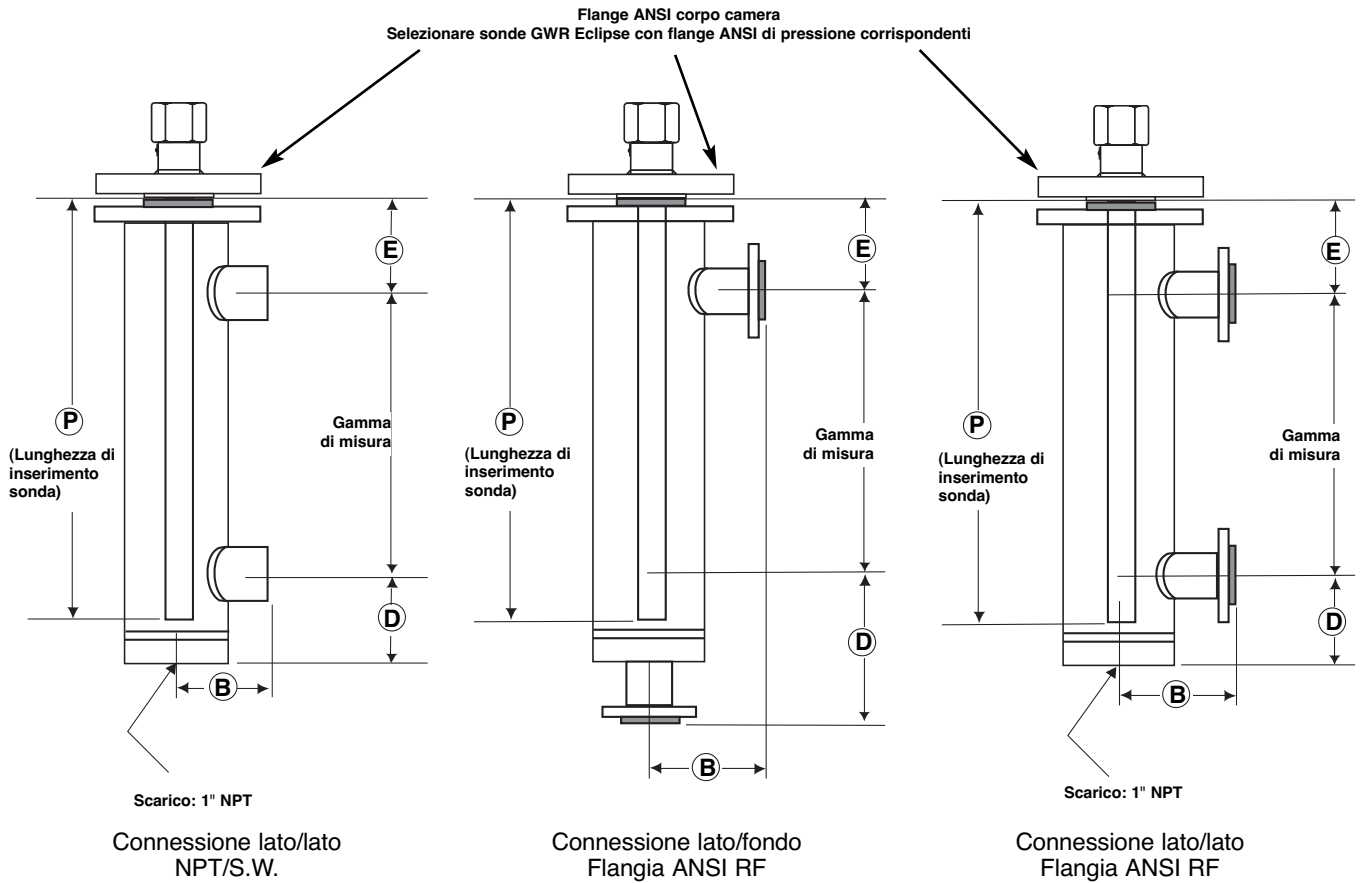 Flange ANSI corpo camera
Selezionare sonde GWR Eclipse con flange ANSI di pressione corrispondenti
E
P
(Lunghezza di
inserimento
sonda)
Gamma
di misura
D
B
Scarico: 1" NPT
Connessione lato/lato
NPT/S.W.
E
P
(Lunghezza di
inserimento
sonda)
Gamma
di misura
D
B
Connessione lato/fondo
Flangia ANSI RF
E
P
(Lunghezza di
inserimento
sonda)
Gamma
di misura
D
B
Scarico: 1" NPT
Connessione lato/lato
Flangia ANSI RF